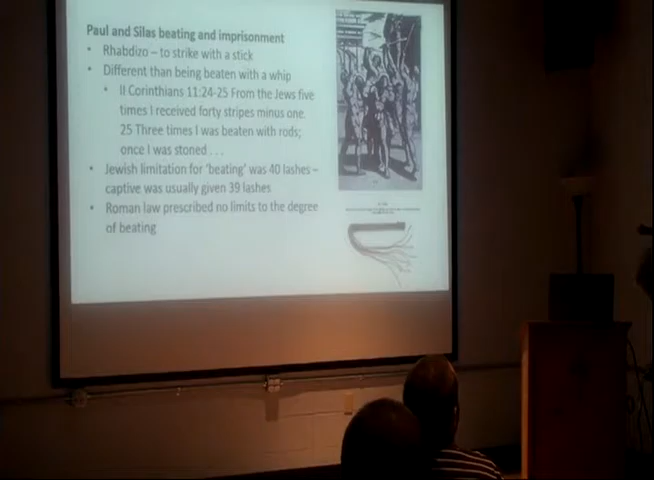 Paul and Silas beating and imprisonment
• Rhabdizo – to strike with a stick
• Different than being beaten with a whip
• II Corinthians 11:24-25 From the Jews five
times I received forty stripes minus one.
25 Three times I was beaten with rods;
once I was stoned . . .
• Jewish limitation for 'beating' was 40 lashes –
captive was usually given 39 lashes
• Roman law prescribed no limits to the degree
of beating